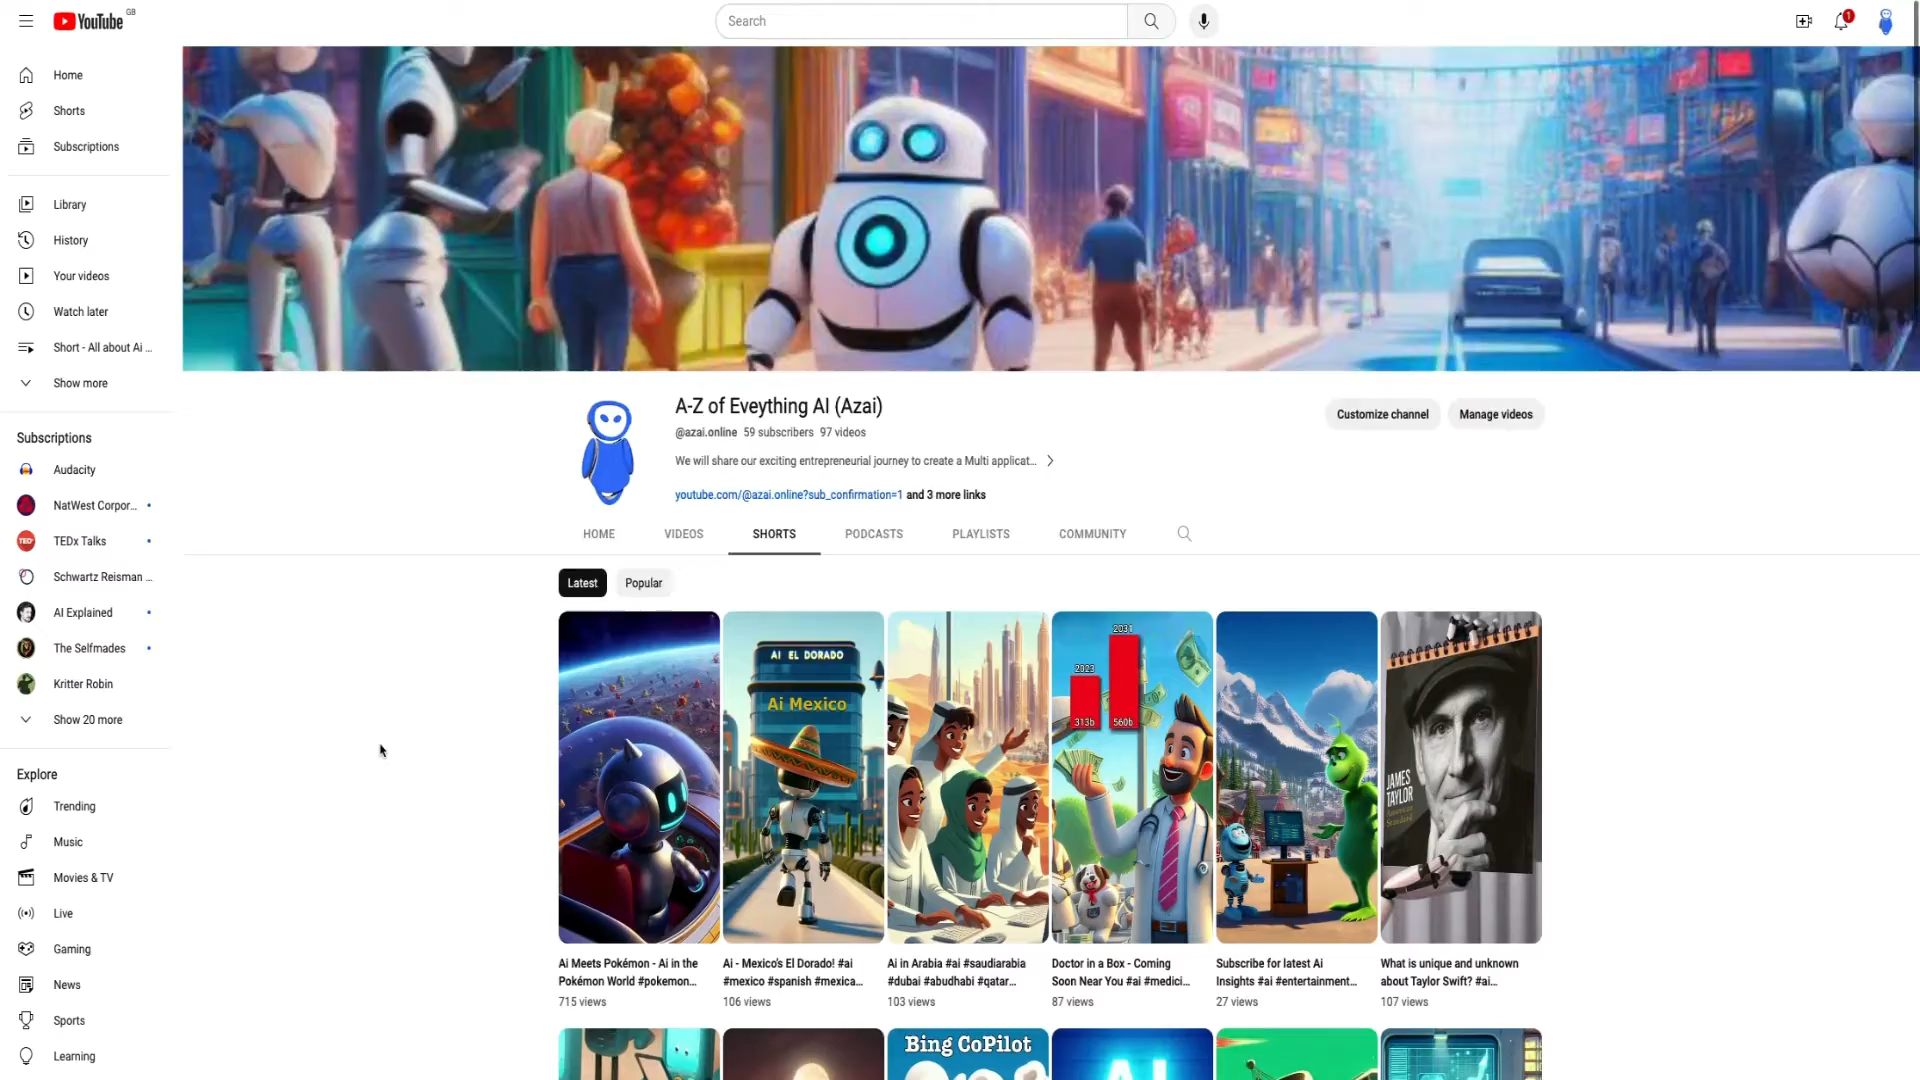 YouTube GB
Search
1
Home
Shorts
Subscriptions
Library
History
Your videos
Watch later
Short - All about Ai ...
Show more
Subscriptions
Audacity
NatWest Corpor...
TED
TEDx Talks
Schwartz Reisman ...
AI Explained
The Selfmades
Kritter Robin
Show 20 more
Explore
Trending
Music
Movies & TV
Live
Gaming
News
Sports
Learning
A-Z of Eveything AI (Azai)
@azai.online 59 subscribers 97 videos
We will share our exciting entrepreneurial journey to create a Multi applicat...
youtube.com/@azai.online?sub_confirmation=1 and 3 more links
Customize channel
Manage videos
HOME VIDEOS SHORTS PODCASTS PLAYLISTS COMMUNITY
Latest Popular
AI EL DORADO
Ai Mexico
2023
2031
313b
560b
JAMES
TAYLOR
American
Standard
Ai Meets Pokémon - Ai in the
Pokémon World #pokemon...
715 views
Ai - Mexico's El Dorado! #ai
#mexico #spanish #mexica...
106 views
Ai in Arabia #ai #saudiarabia
#dubai #abudhabi #qatar...
103 views
Doctor in a Box - Coming
Soon Near You #ai #medici...
87 views
Subscribe for latest Ai
Insights #ai #entertainment...
27 views
What is unique and unknown
about Taylor Swift? #ai...
107 views
Bing CoPilot
AI